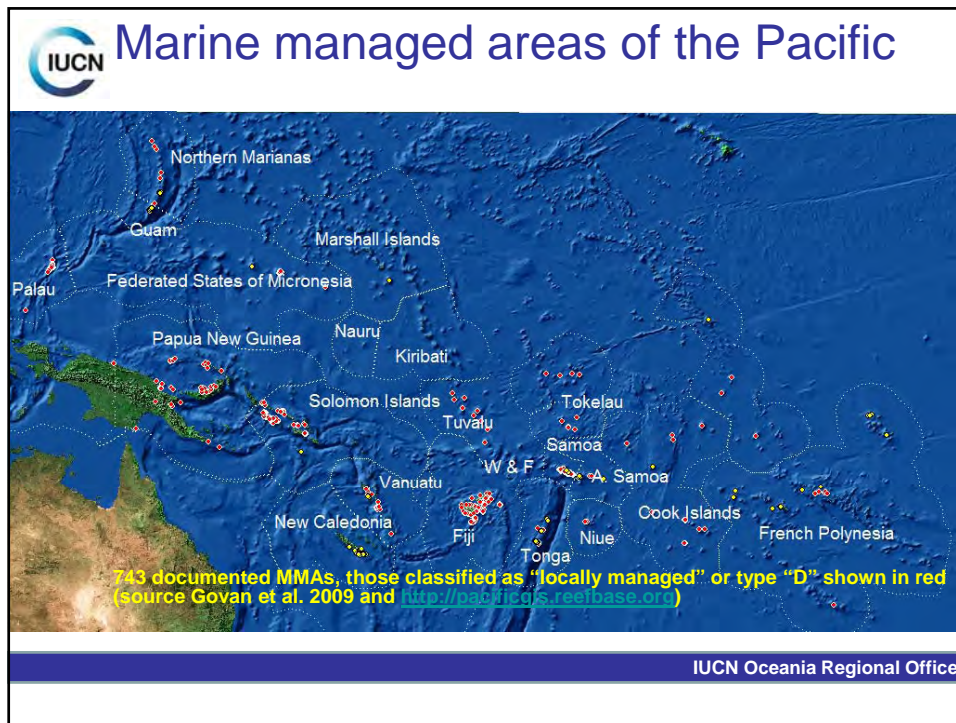 IUCN
Marine managed areas of the Pacific
Northern Marianas
Guam
Marshall Islands
Federated States of Micronesia
Palau
Nauru
Papua New Guinea
Kiribati
Solomon Islands
Tokelau
Tuvalu
Samoa
W & F
A. Samoa
Vanuatu
Cook Islands
New Caledonia
French Polynesia
Fiji
Niue
Tonga
743 documented MMAs, those classified as “locally managed” or type “D” shown in red
(source Govan et al. 2009 and http://pacificgis.reefbase.org)
IUCN Oceania Regional Office